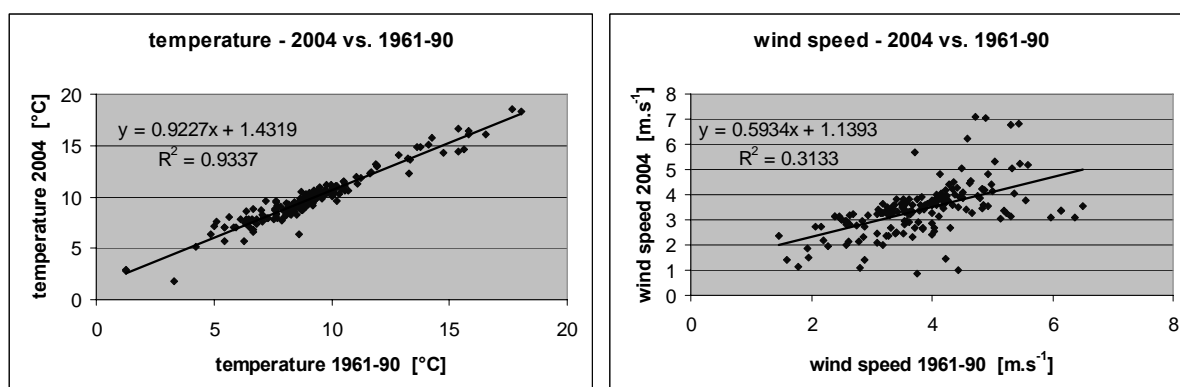 temperature - 2004 vs. 1961-90
temperature 2004 [°C]
20
15
10
5
0
y = 0.9227x + 1.4319
R² = 0.9337
0 5 10 15 20
temperature 1961-90 [°C]
wind speed - 2004 vs. 1961-90
wind speed 2004 [m.s⁻¹]
8
7
6
5
4
3
2
1
0
y = 0.5934x + 1.1393
R² = 0.3133
0 2 4 6 8
wind speed 1961-90 [m.s⁻¹]